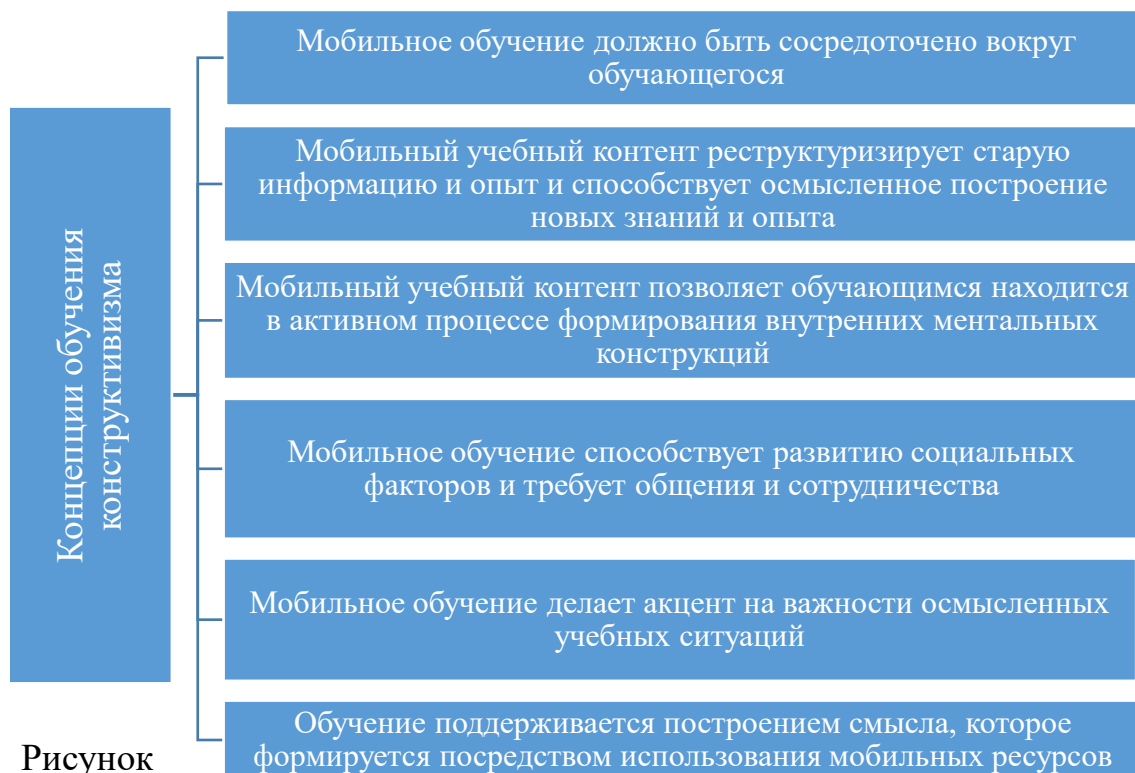 Концепции обучения
конструктивизма
Мобильное обучение должно быть сосредоточено вокруг
обучающегося
Мобильный учебный контент реструктуризирует старую
информацию и опыт и способствует осмысленное построение
новых знаний и опыта
Мобильный учебный контент позволяет обучающимся находится
в активном процессе формирования внутренних ментальных
конструкций
Мобильное обучение способствует развитию социальных
факторов и требует общения и сотрудничества
Мобильное обучение делает акцент на важности осмысленных
учебных ситуаций
Обучение поддерживается построением смысла, которое
формируется посредством использования мобильных ресурсов
Рисунок